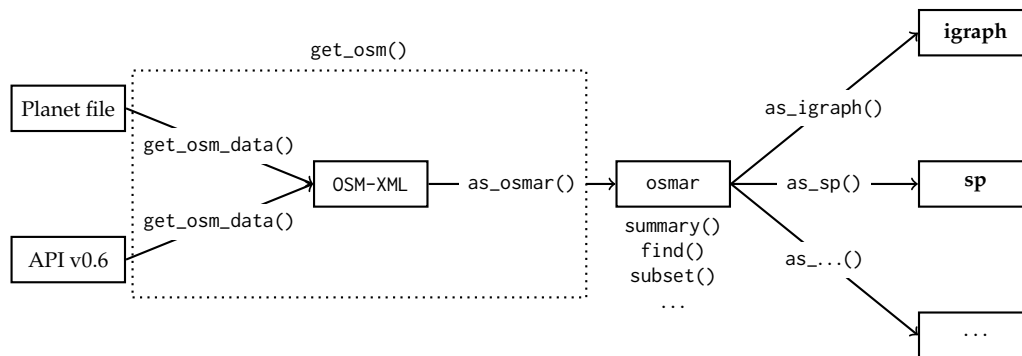 igraph
get_osm()
Planet file
as_igraph()
get_osm_data()
OSM-XML
as_osmar()
osmar
as_sp()
sp
get_osm_data()
summary()
find()
subset()
...
API v0.6
as_...()
...